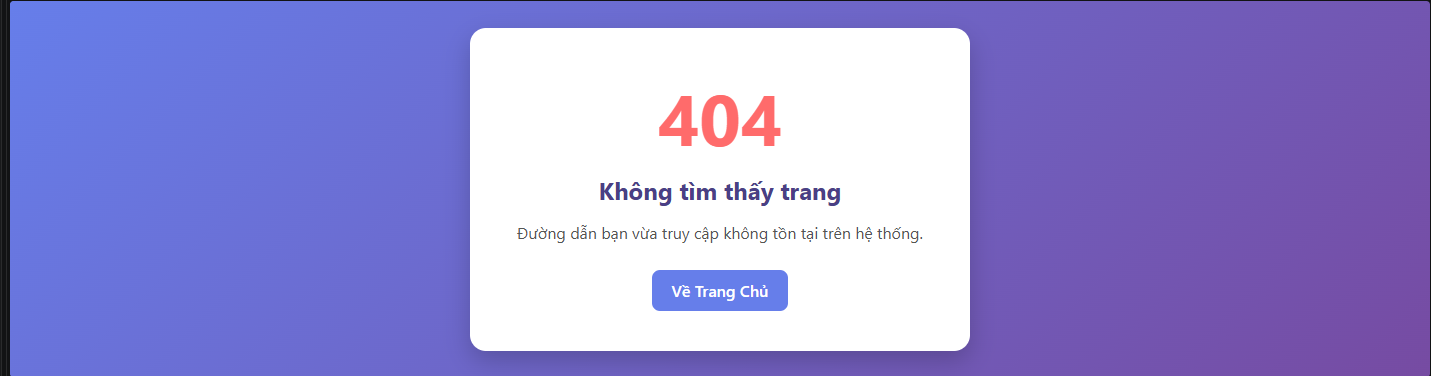 404
Không tìm thấy trang
Đường dẫn bạn vừa truy cập không tồn tại trên hệ thống.
Về Trang Chủ